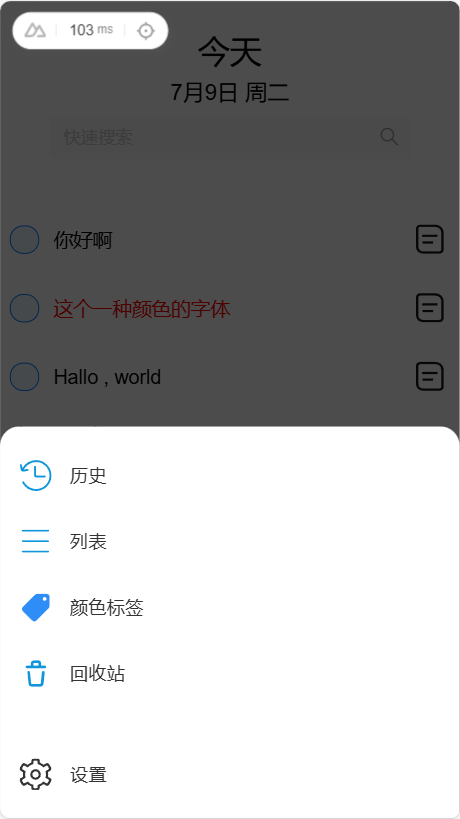 103 ms
今天
7月9日 周二
快速搜索
你好啊
这个一种颜色的字体
Hallo , world
历史
列表
颜色标签
回收站
设置